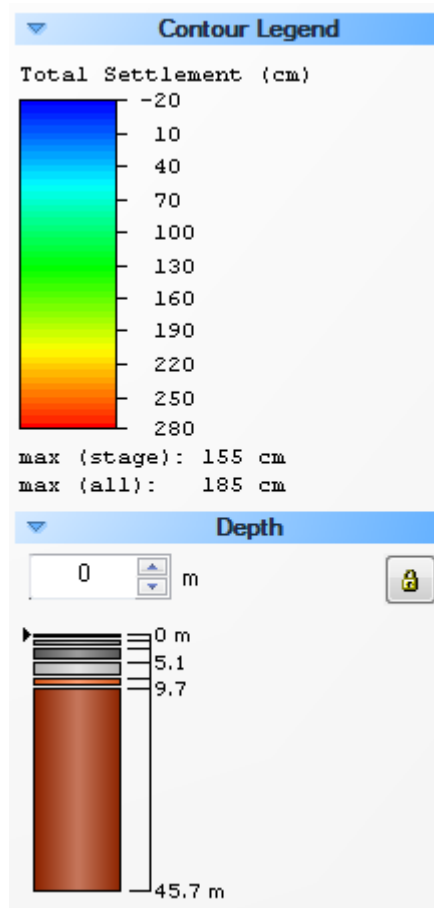 Contour Legend
Total Settlement (cm)
-20
10
40
70
100
130
160
190
220
250
280
max (stage): 155 cm
max (all): 185 cm
Depth
0 m
0 m
5.1
9.7
45.7 m